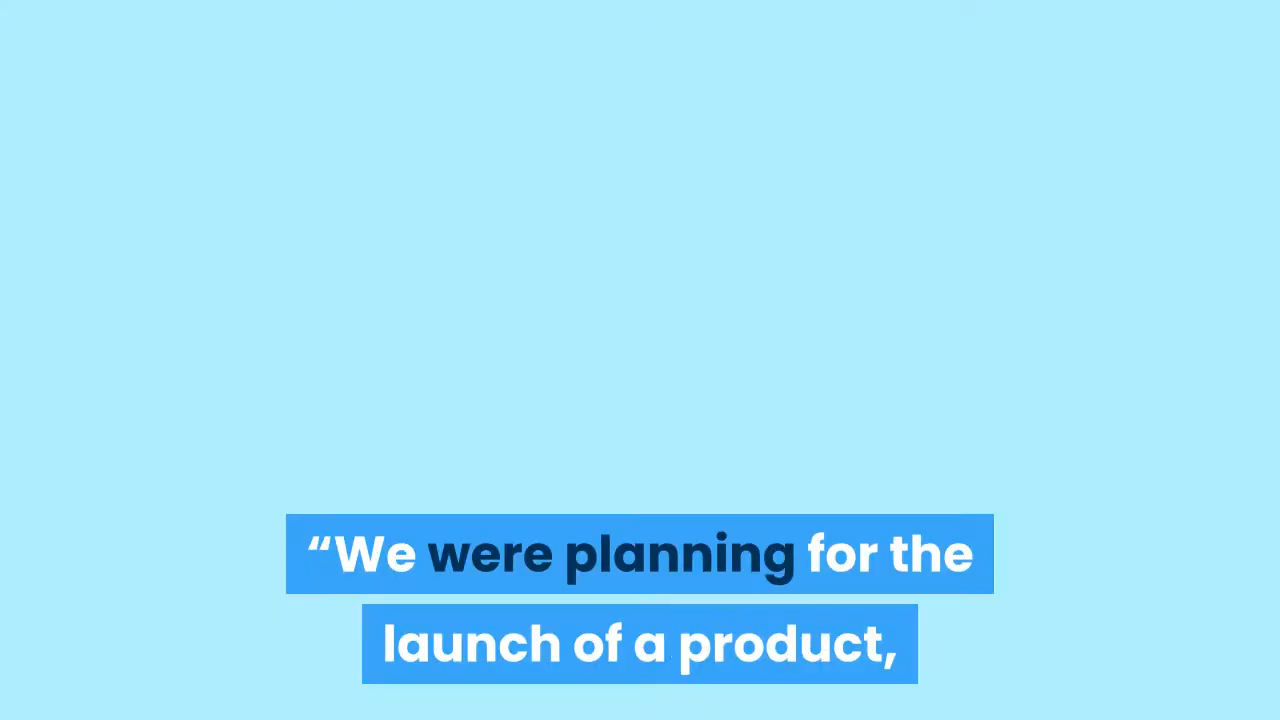 “We were planning for the
launch of a product,